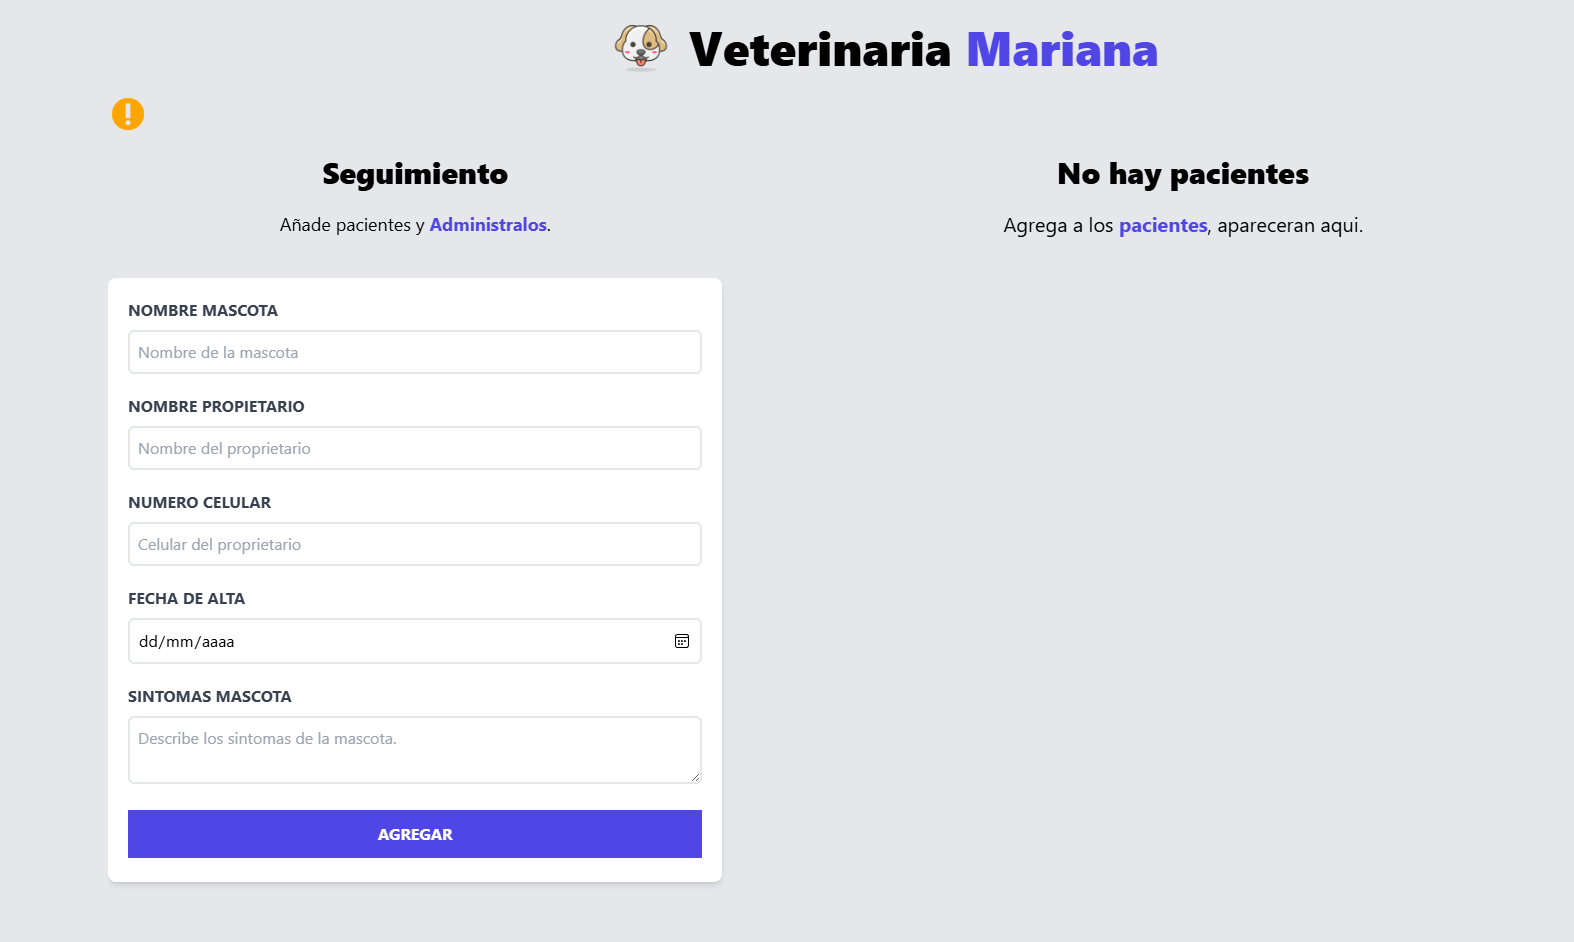 Veterinaria Mariana
Seguimiento
Añade pacientes y Administralos.
NOMBRE MASCOTA
Nombre de la mascota
NOMBRE PROPIETARIO
Nombre del proprietario
NUMERO CELULAR
Celular del proprietario
FECHA DE ALTA
dd/mm/aaaa
SINTOMAS MASCOTA
Describe los sintomas de la mascota.
AGREGAR
No hay pacientes
Agrega a los pacientes, apareceran aqui.